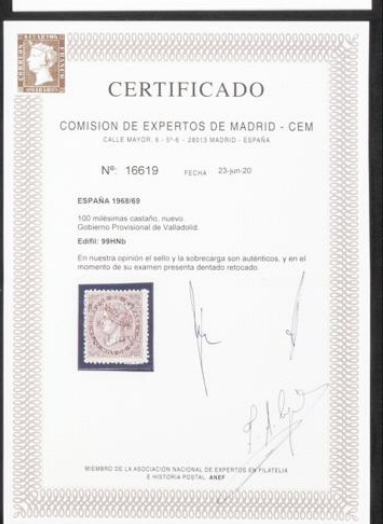 CERTIFICADO
COMISION DE EXPERTOS DE MADRID - CEM
CALLE MAYOR, 6 - 5º-6 - 28013 MADRID - ESPAÑA
Nº: 16619 FECHA 23-jun-20
ESPAÑA 1968/69
100 milésimas castaño, nuevo.
Gobierno Provisional de Valladolid.
Edifil: 99HNb
En nuestra opinión el sello y la sobrecarga son auténticos, y en el
momento de su examen presenta dentado retocado.
MIEMBRO DE LA ASOCIACIÓN NACIONAL DE EXPERTOS EN FILATELIA
E HISTORIA POSTAL ANEF